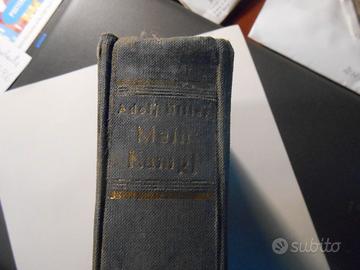 Adolf Hitler
Mein
Kampf
subito